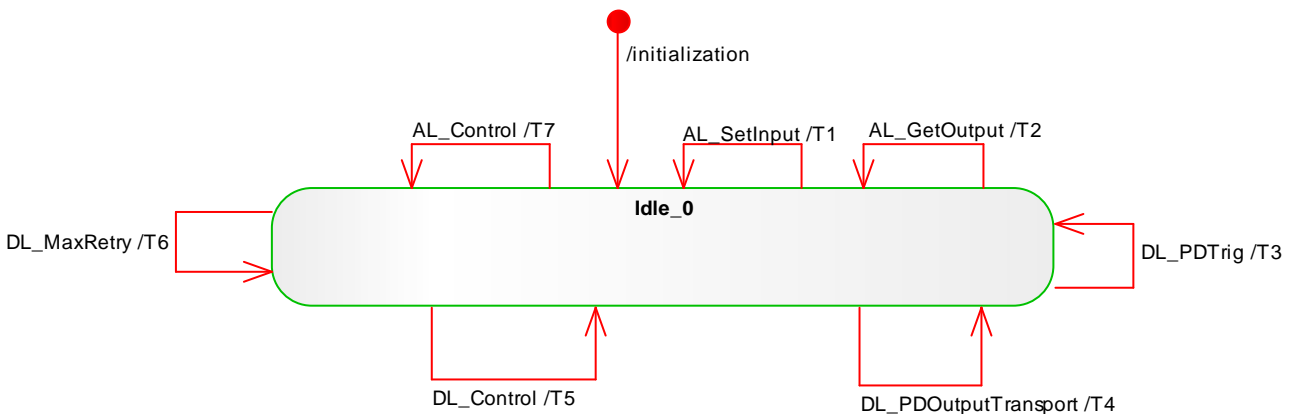 /initialization
AL_Control /T7
AL_SetInput /T1
AL_GetOutput /T2
Idle_0
DL_MaxRetry /T6
DL_PDTrig /T3
DL_Control /T5
DL_PDOutputTransport /T4